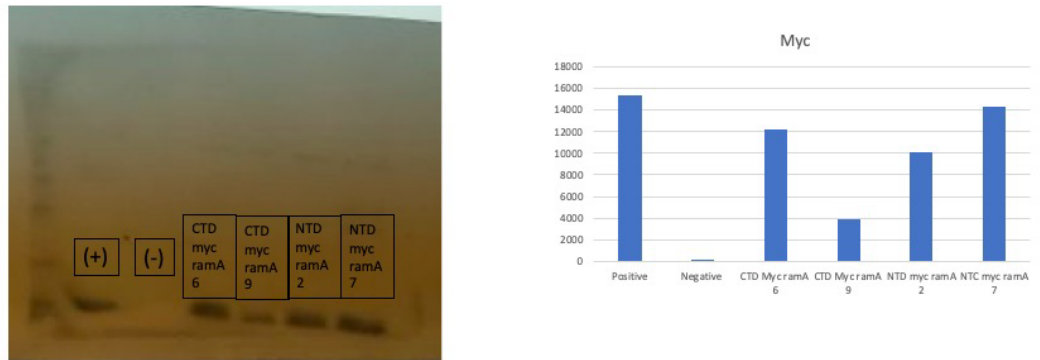 (+)
(-)
CTD
myc
ramA
6
CTD
myc
ramA
9
NTD
myc
ramA
2
NTD
myc
ramA
7
Myc
18000
16000
14000
12000
10000
8000
6000
4000
2000
0
Positive
Negative
CTD Myc ramA
6
CTD Myc ramA
9
NTD myc ramA
2
NTC myc ramA
7